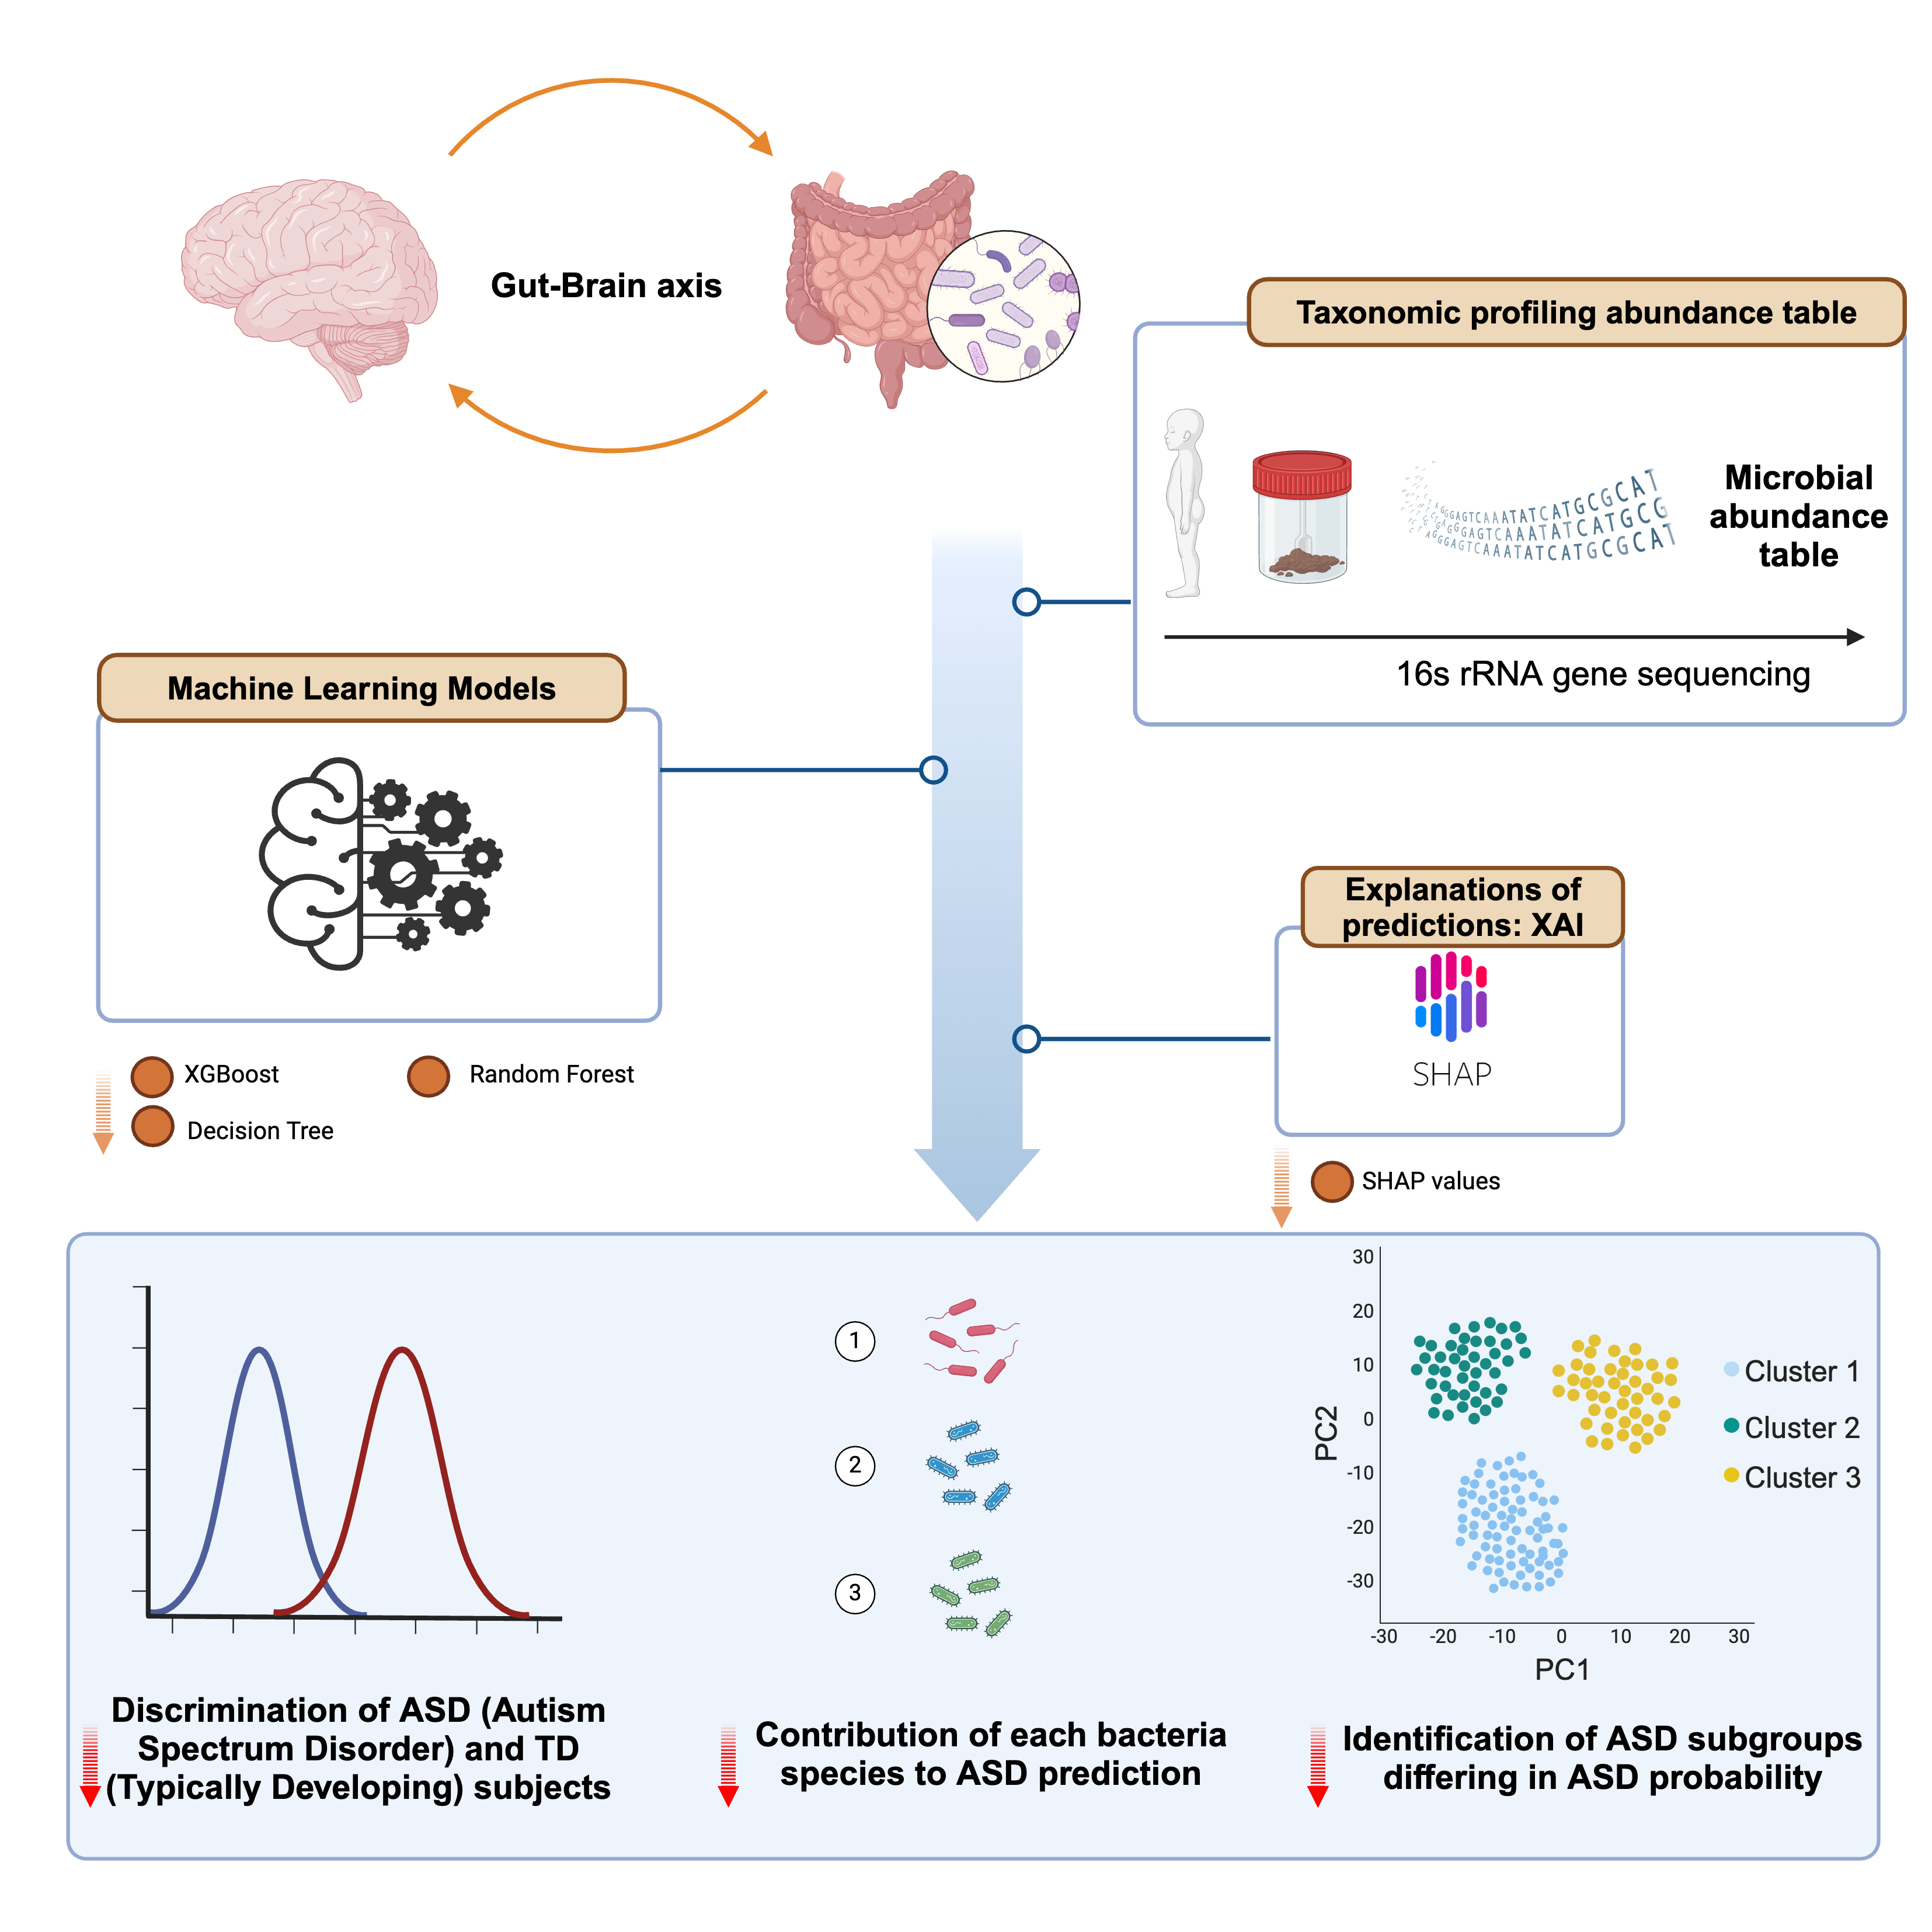 Gut-Brain axis
Taxonomic profiling abundance table
AGGGAGTCAAATATCATGCGCAT
GAGGGAGTCAAATATCATGCG
AGGGAGTCAAATATCATGCGCAT
Microbial
abundance
table
16s rRNA gene sequencing
Machine Learning Models
XGBoost
Random Forest
Decision Tree
Explanations of
predictions: XAI
SHAP
SHAP values
Discrimination of ASD (Autism
Spectrum Disorder) and TD
(Typically Developing) subjects
1
2
3
Contribution of each bacteria
species to ASD prediction
30
20
10
0
-10
-20
-30
PC2
-30 -20 -10 0 10 20 30
PC1
Cluster 1
Cluster 2
Cluster 3
Identification of ASD subgroups
differing in ASD probability